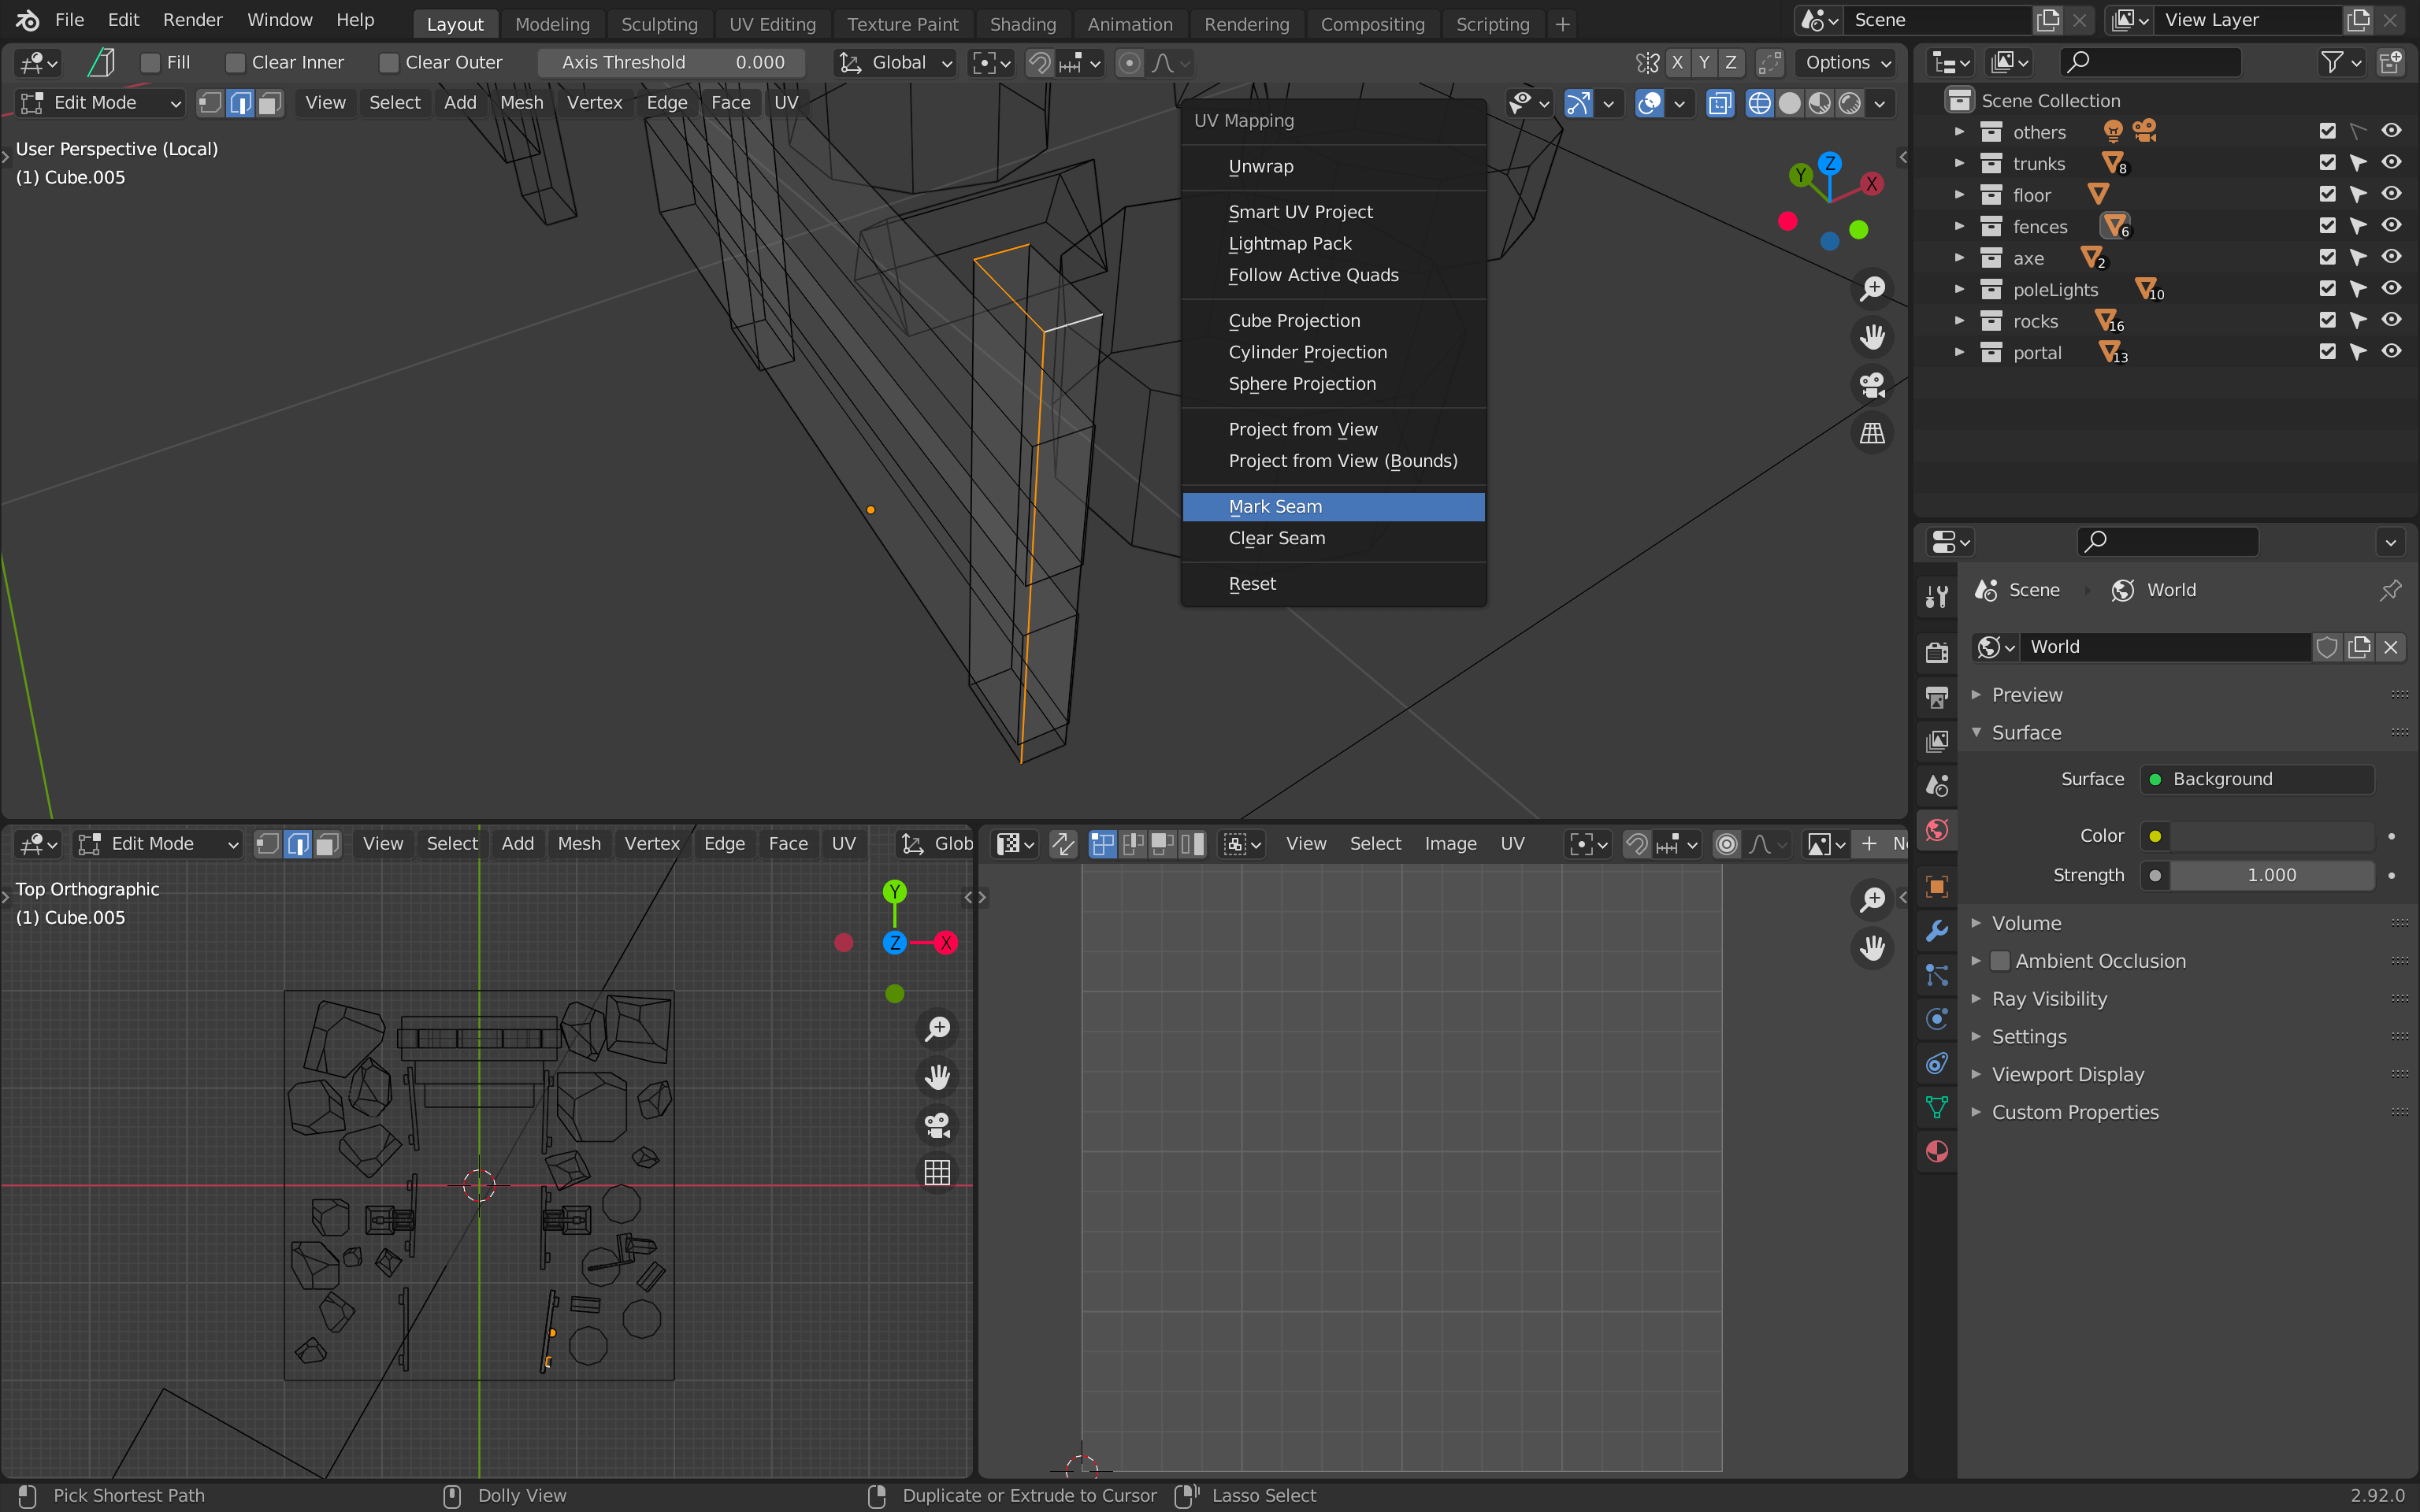 File Edit Render Window Help Layout Modeling Sculpting UV Editing Texture Paint Shading Animation Rendering Compositing Scripting + Scene View Layer
Fill Clear Inner Clear Outer Axis Threshold 0.000 Global X Y Z Options
Edit Mode View Select Add Mesh Vertex Edge Face UV
User Perspective (Local)
(1) Cube.005
Z
Y
X
UV Mapping
Unwrap
Smart UV Project
Lightmap Pack
Follow Active Quads
Cube Projection
Cylinder Projection
Sphere Projection
Project from View
Project from View (Bounds)
Mark Seam
Clear Seam
Reset
Scene Collection
others
trunks 8
floor
fences 6
axe 2
poleLights 10
rocks 16
portal 13
Scene World
World
Preview
Surface
Surface Background
Color
Strength 1.000
Volume
Ambient Occlusion
Ray Visibility
Settings
Viewport Display
Custom Properties
Edit Mode View Select Add Mesh Vertex Edge Face UV Glob
Top Orthographic
(1) Cube.005
Y
Z X
View Select Image UV + N
Pick Shortest Path Dolly View Duplicate or Extrude to Cursor Lasso Select 2.92.0